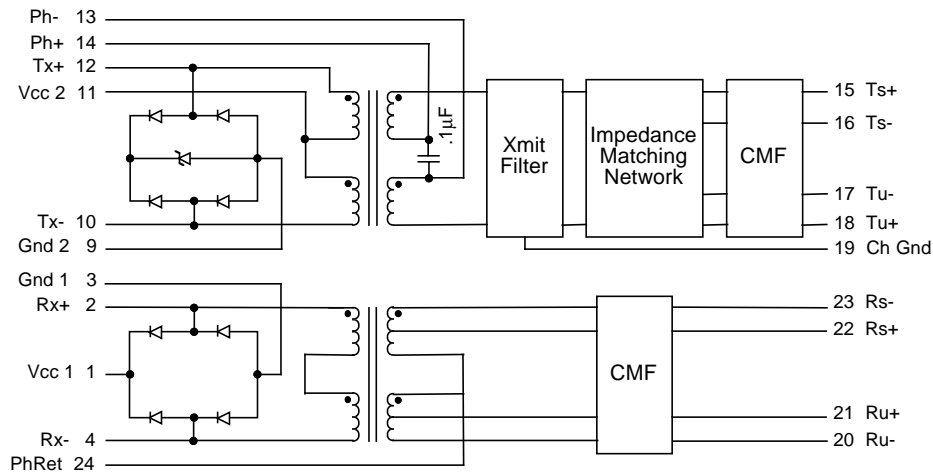 Ph- 13
Ph+ 14
Tx+ 12
Vcc 2 11
Tx- 10
Gnd 2 9
.1µF
Xmit
Filter
Impedance
Matching
Network
CMF
15 Ts+
16 Ts-
17 Tu-
18 Tu+
19 Ch Gnd
Gnd 1 3
Rx+ 2
Vcc 1 1
Rx- 4
PhRet 24
CMF
23 Rs-
22 Rs+
21 Ru+
20 Ru-